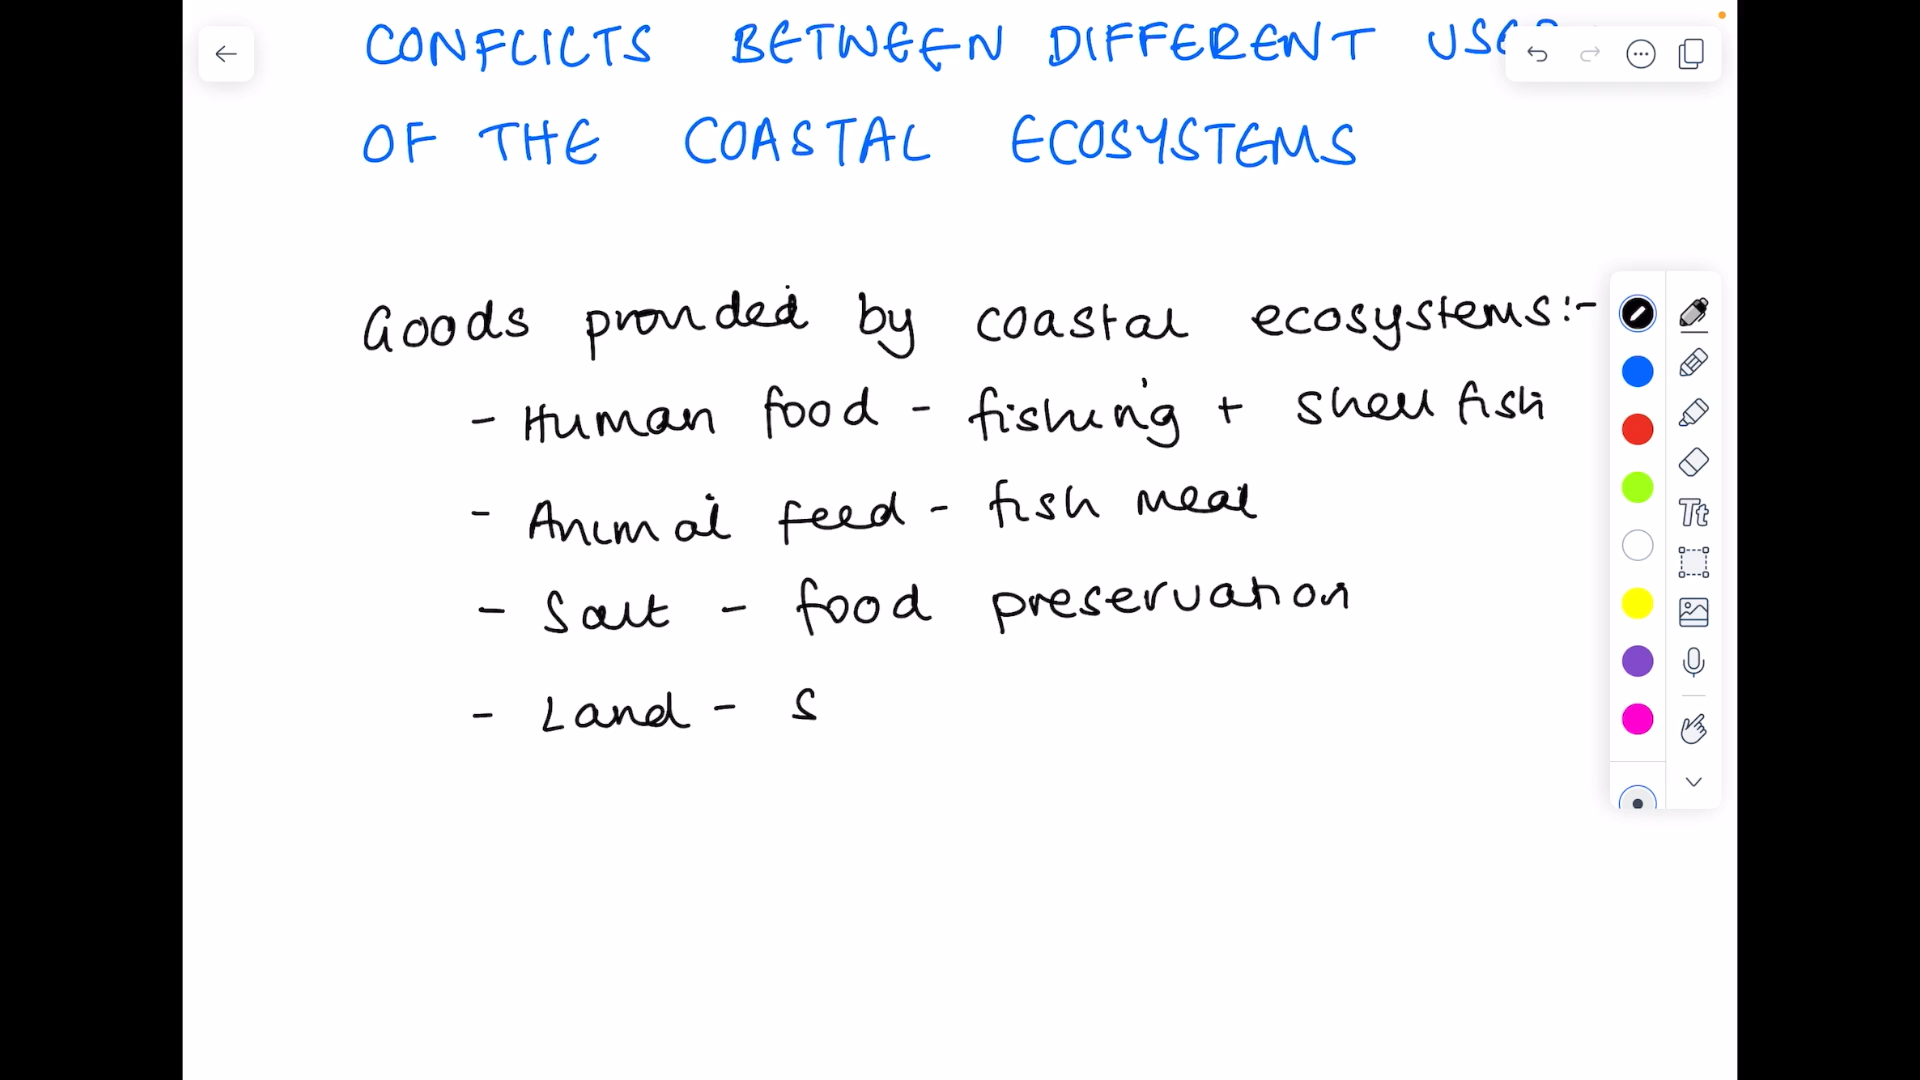 CONFLICTS BETWEEN DIFFERENT
OF THE COASTAL ECOSYSTEMS
Goods provided by coastal ecosystems:-
- Human food - fishing + shell fish
- Animal feed - fish meal
- Salt - food preservation
- Land - S
Tt